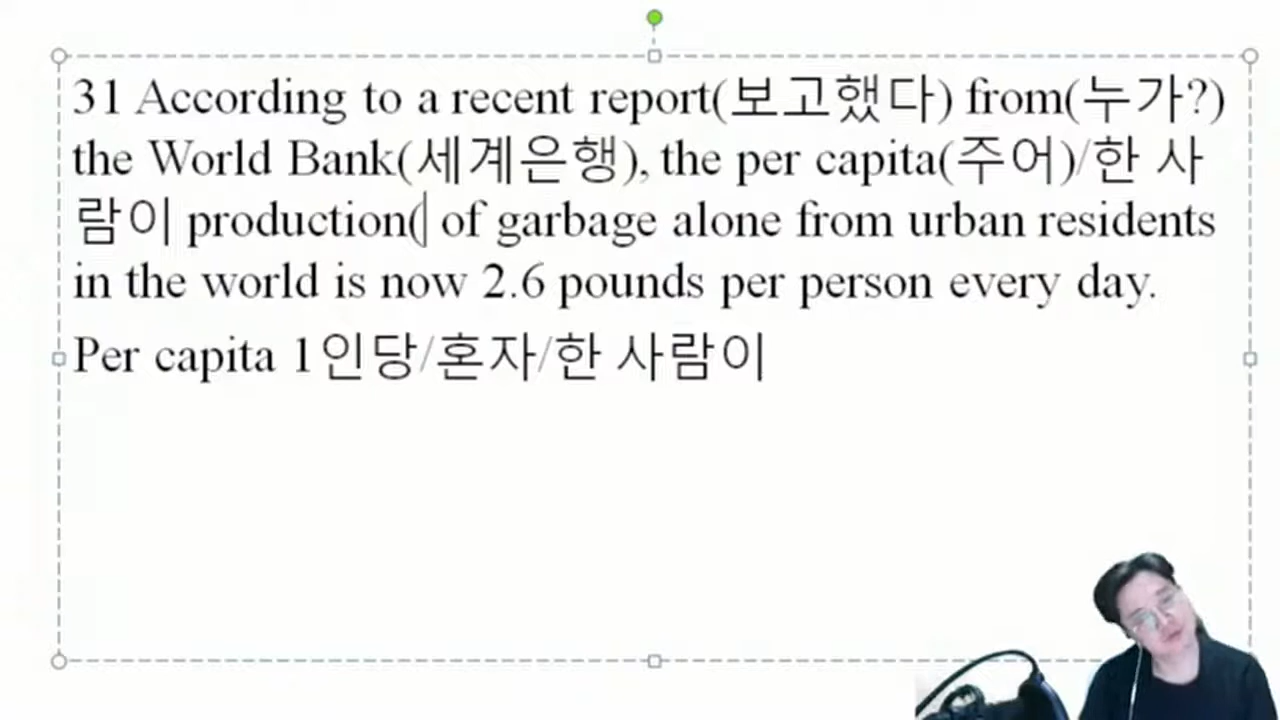 31 According to a recent report(보고했다) from(누가?)
the World Bank(세계은행), the per capita(주어)/한 사
람이 production( of garbage alone from urban residents
in the world is now 2.6 pounds per person every day.
Per capita 1인당/혼자/한 사람이